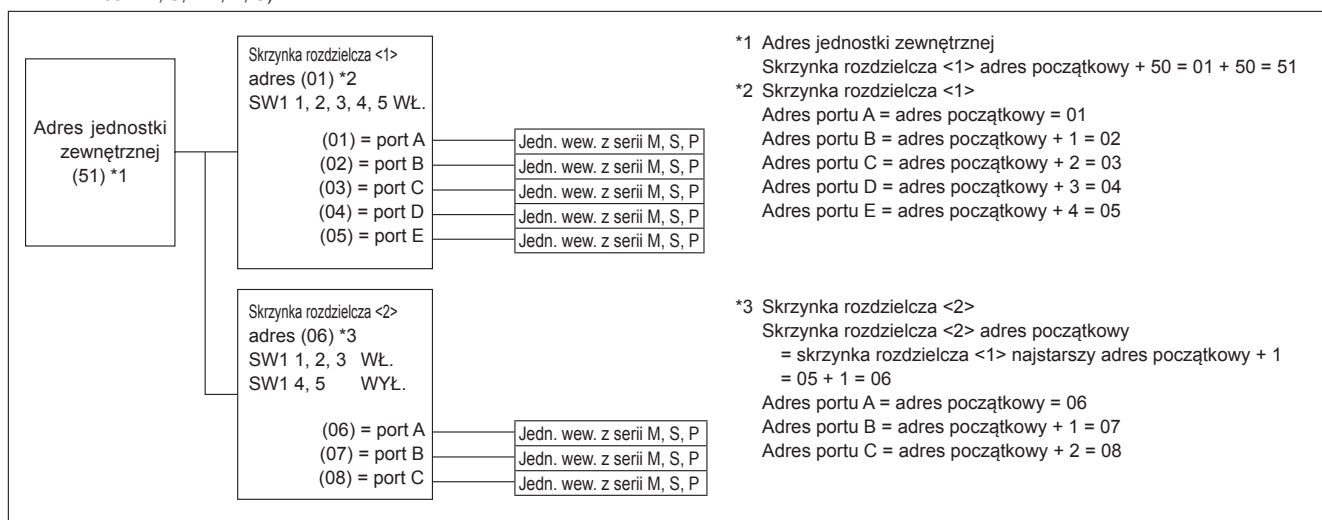 Adres jednostki
zewnętrznej
(51) *1
Skrzynka rozdzielcza <1>
adres (01) *2
SW1 1, 2, 3, 4, 5 WŁ.
(01) = port A
(02) = port B
(03) = port C
(04) = port D
(05) = port E
Jedn. wew. z serii M, S, P
Jedn. wew. z serii M, S, P
Jedn. wew. z serii M, S, P
Jedn. wew. z serii M, S, P
Jedn. wew. z serii M, S, P
*1 Adres jednostki zewnętrznej
Skrzynka rozdzielcza <1> adres początkowy + 50 = 01 + 50 = 51
*2 Skrzynka rozdzielcza <1>
Adres portu A = adres początkowy = 01
Adres portu B = adres początkowy + 1 = 02
Adres portu C = adres początkowy + 2 = 03
Adres portu D = adres początkowy + 3 = 04
Adres portu E = adres początkowy + 4 = 05
Skrzynka rozdzielcza <2>
adres (06) *3
SW1 1, 2, 3 WŁ.
SW1 4, 5 WYŁ.
(06) = port A
(07) = port B
(08) = port C
Jedn. wew. z serii M, S, P
Jedn. wew. z serii M, S, P
Jedn. wew. z serii M, S, P
*3 Skrzynka rozdzielcza <2>
Skrzynka rozdzielcza <2> adres początkowy
= skrzynka rozdzielcza <1> najstarszy adres początkowy + 1
= 05 + 1 = 06
Adres portu A = adres początkowy = 06
Adres portu B = adres początkowy + 1 = 07
Adres portu C = adres początkowy + 2 = 08